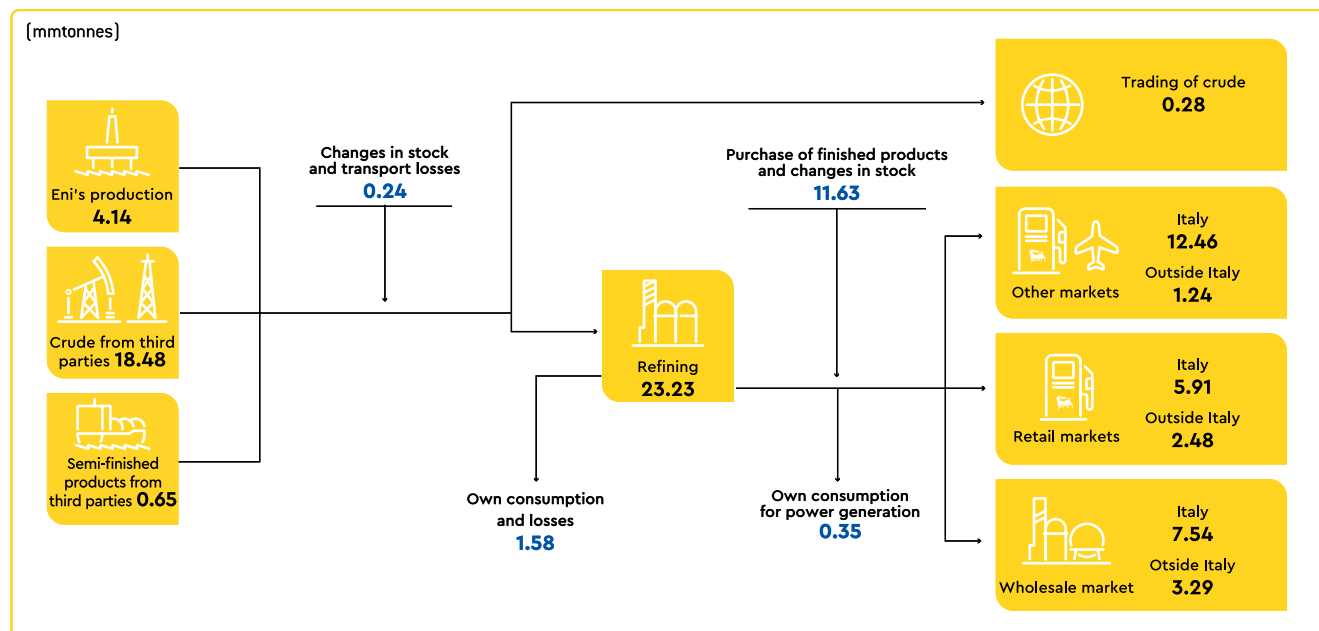 (mmtonnes)
Eni's production
4.14
Crude from third
parties 18.48
Semi-finished
products from
third parties 0.65
Changes in stock
and transport losses
0.24
Own consumption
and losses
1.58
Refining
23.23
Purchase of finished products
and changes in stock
11.63
Own consumption
for power generation
0.35
Trading of crude
0.28
Other markets
Italy
12.46
Outside Italy
1.24
Retail markets
Italy
5.91
Outside Italy
2.48
Wholesale market
Italy
7.54
Otside Italy
3.29